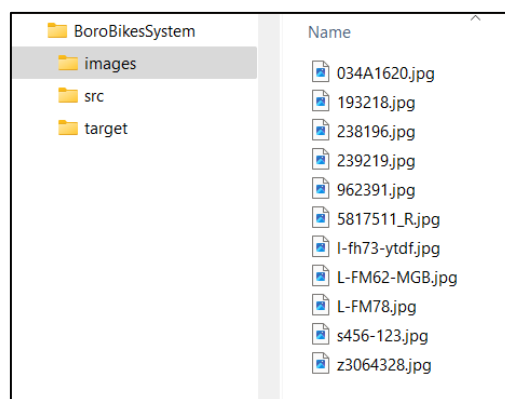 BoroBikesSystem
images
src
target
Name
034A1620.jpg
193218.jpg
238196.jpg
239219.jpg
962391.jpg
5817511_R.jpg
l-fh73-ytdf.jpg
L-FM62-MGB.jpg
L-FM78.jpg
s456-123.jpg
z3064328.jpg